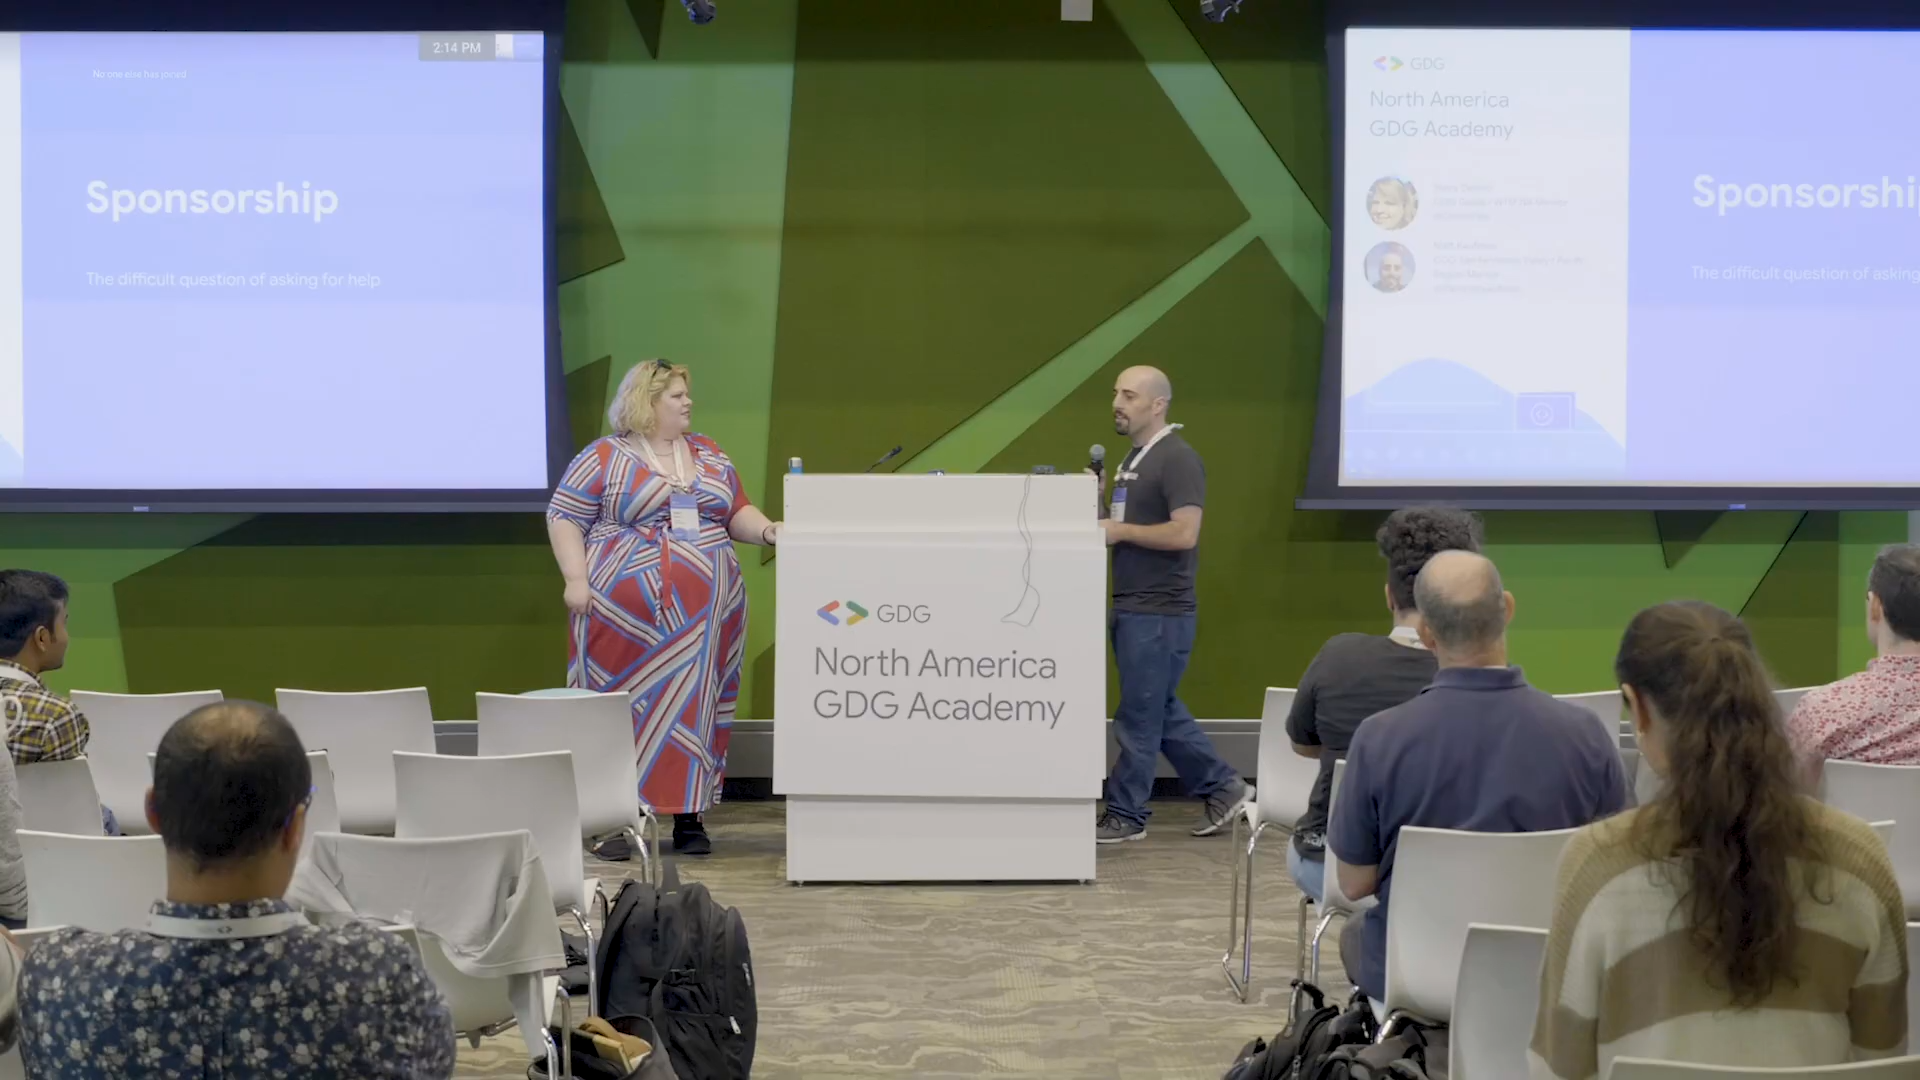 2:14 PM
No one else has joined
Sponsorship
The difficult question of asking for help
GDG
North America
GDG Academy
Sponsorship
The difficult question of asking
GDG
North America
GDG Academy